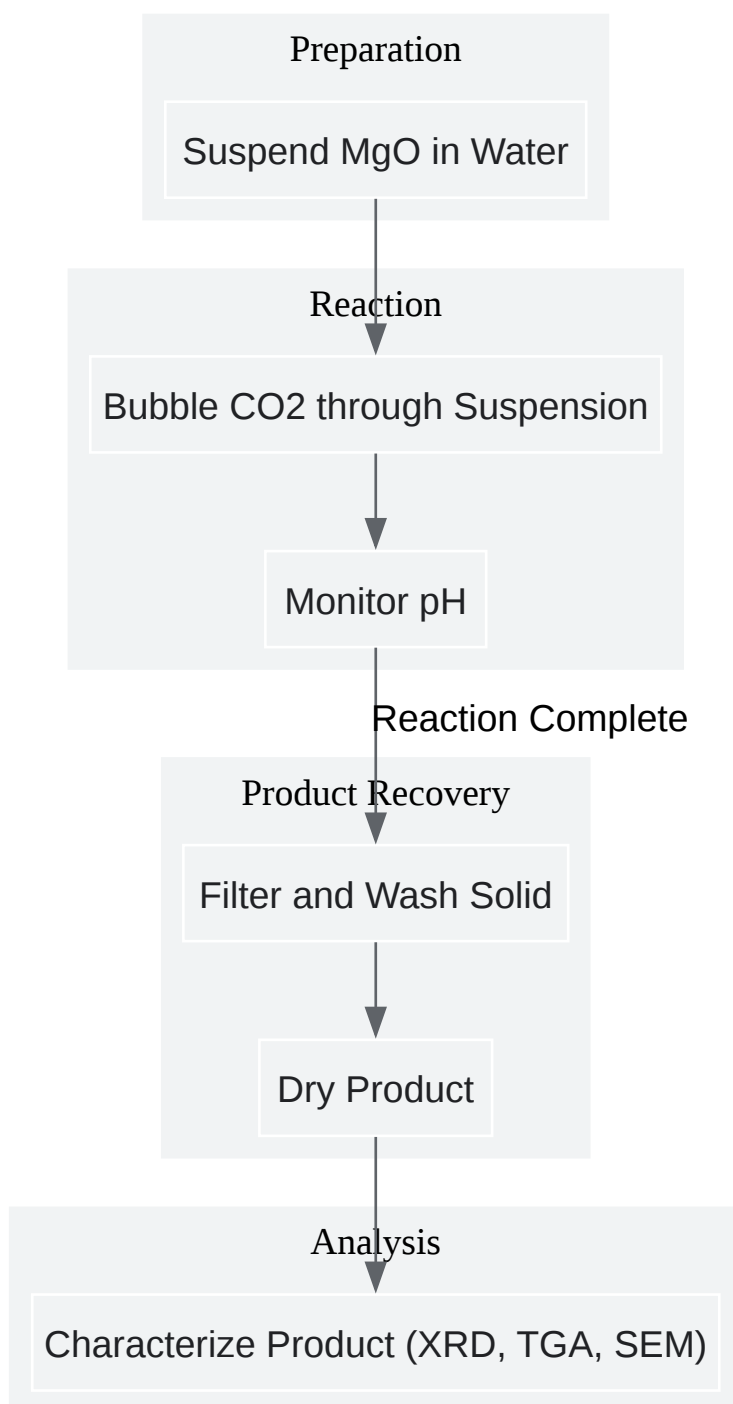 Preparation
Suspend MgO in Water
Reaction
Bubble CO2 through Suspension
Monitor pH
Reaction Complete
Product Recovery
Filter and Wash Solid
Dry Product
Analysis
Characterize Product (XRD, TGA, SEM)